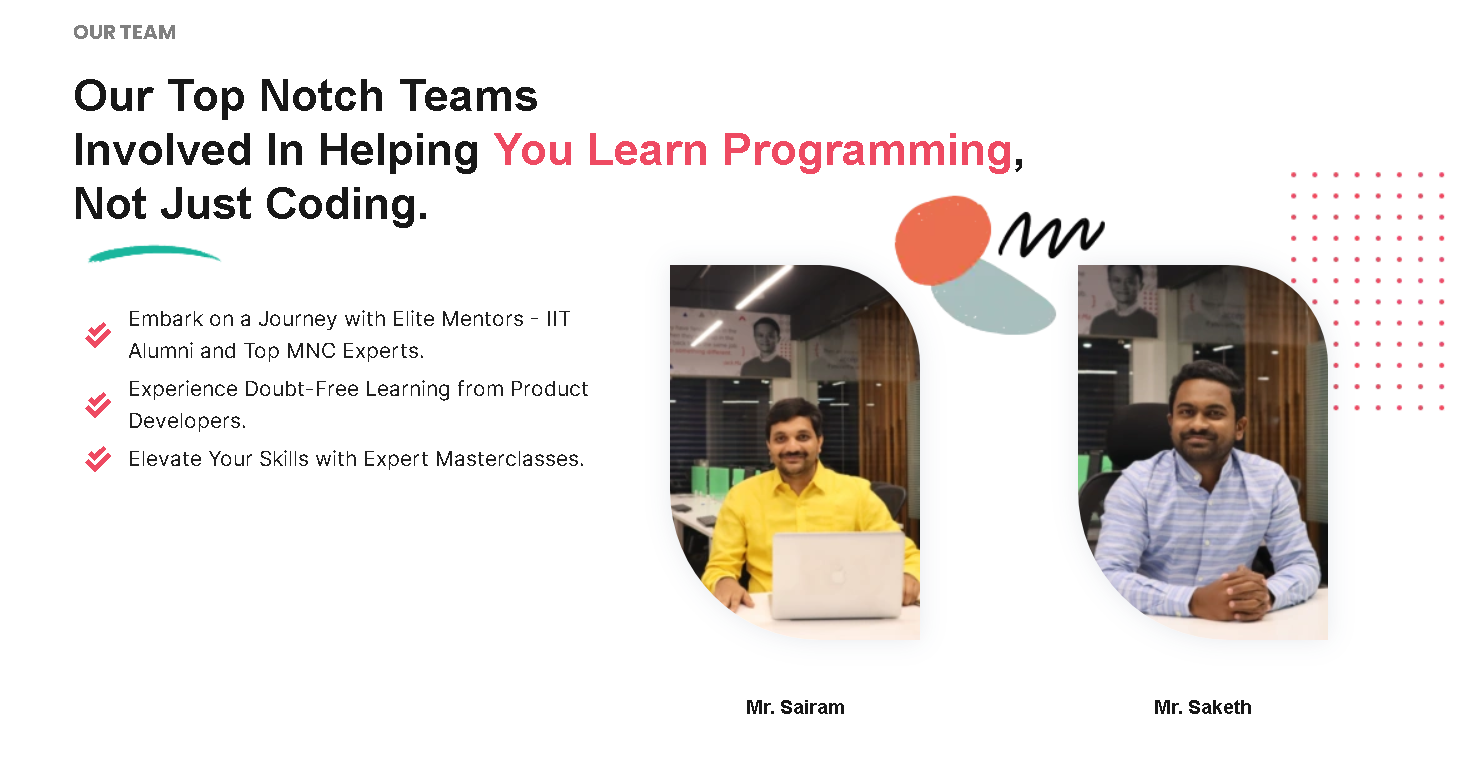 OUR TEAM
Our Top Notch Teams
Involved In Helping You Learn Programming,
Not Just Coding.
Embark on a Journey with Elite Mentors - IIT
Alumni and Top MNC Experts.
Experience Doubt-Free Learning from Product
Developers.
Elevate Your Skills with Expert Masterclasses.
Mr. Sairam
Mr. Saketh